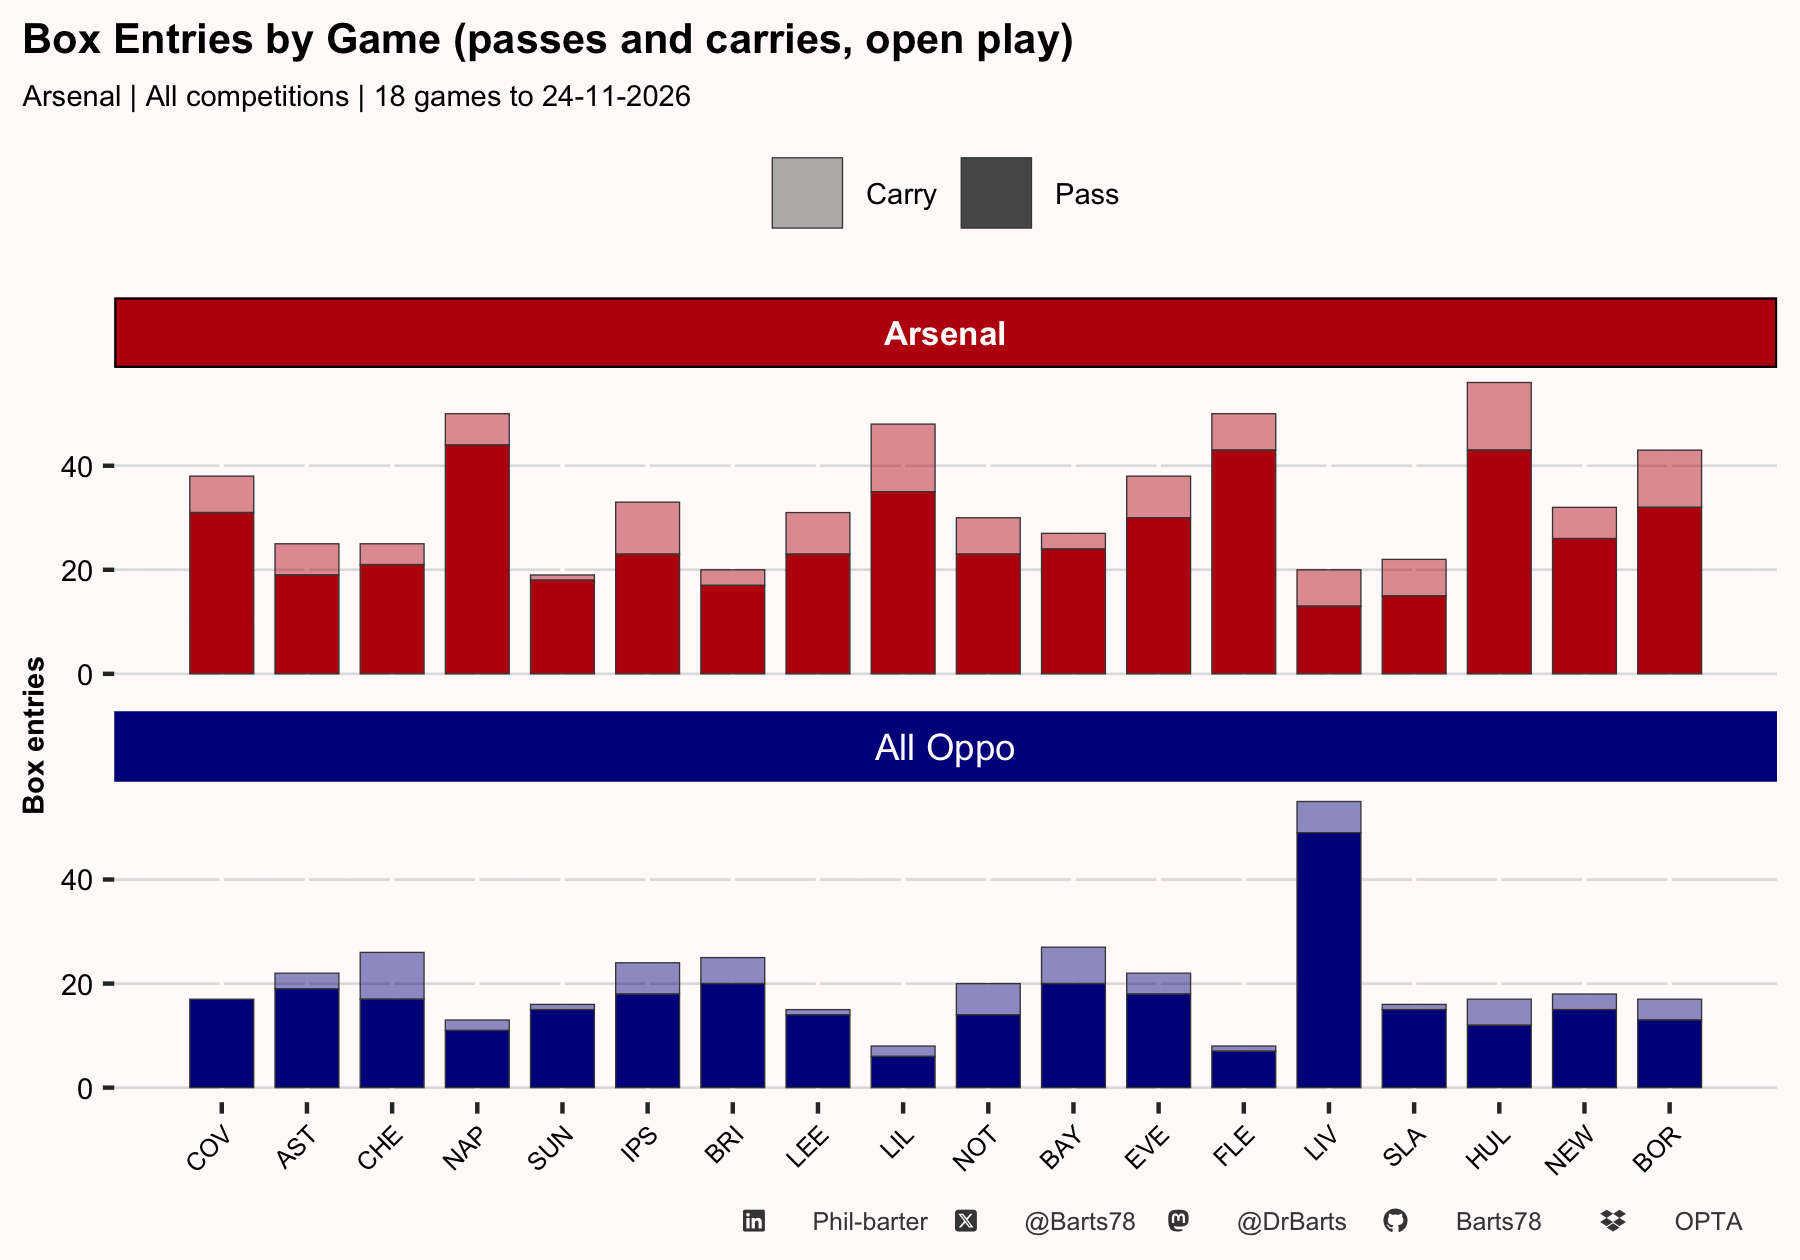 Box Entries by Game (passes and carries, open play)
Arsenal | All competitions | 18 games to 24-11-2026
Carry Pass
Arsenal
40
20
0
Box entries
All Oppo
40
20
0
COV AST CHE NAP SUN IPS BRI LEE LIL NOT BAY EVE FLE LIV SLA HUL NEW BOR
Phil-barter @Barts78 @DrBarts Barts78 OPTA